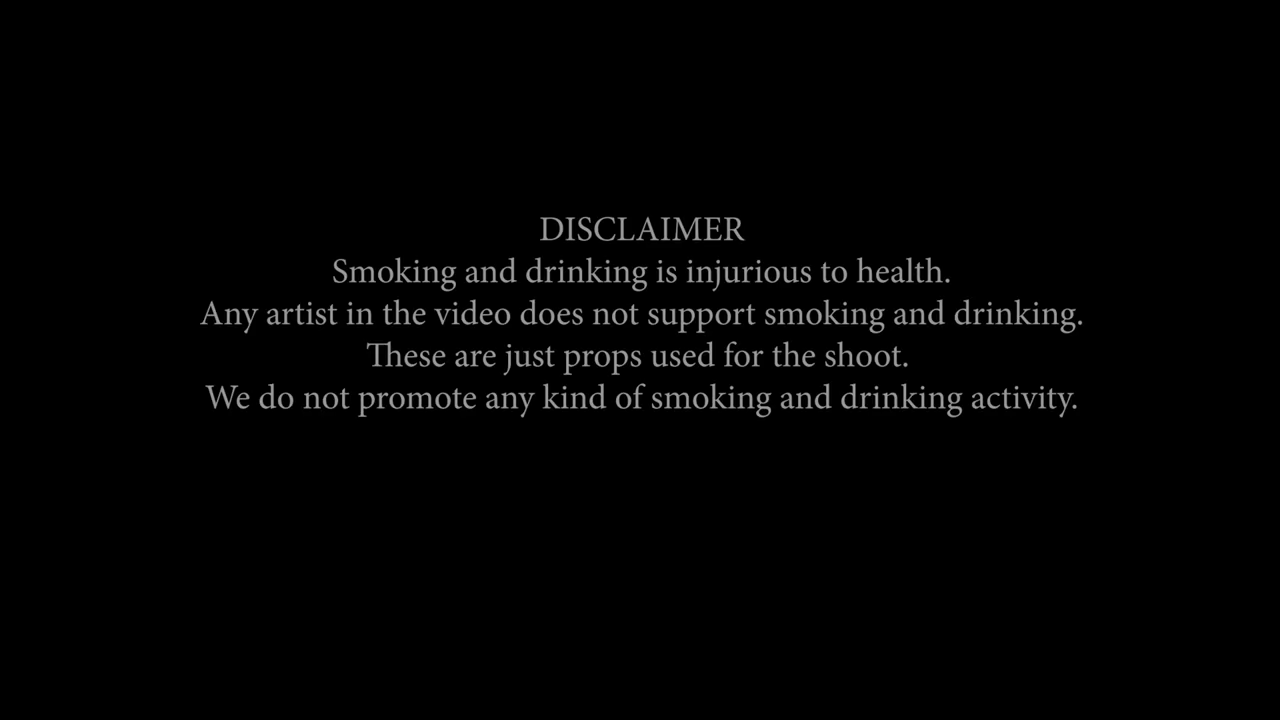 DISCLAIMER
Smoking and drinking is injurious to health.
Any artist in the video does not support smoking and drinking.
These are just props used for the shoot.
We do not promote any kind of smoking and drinking activity.